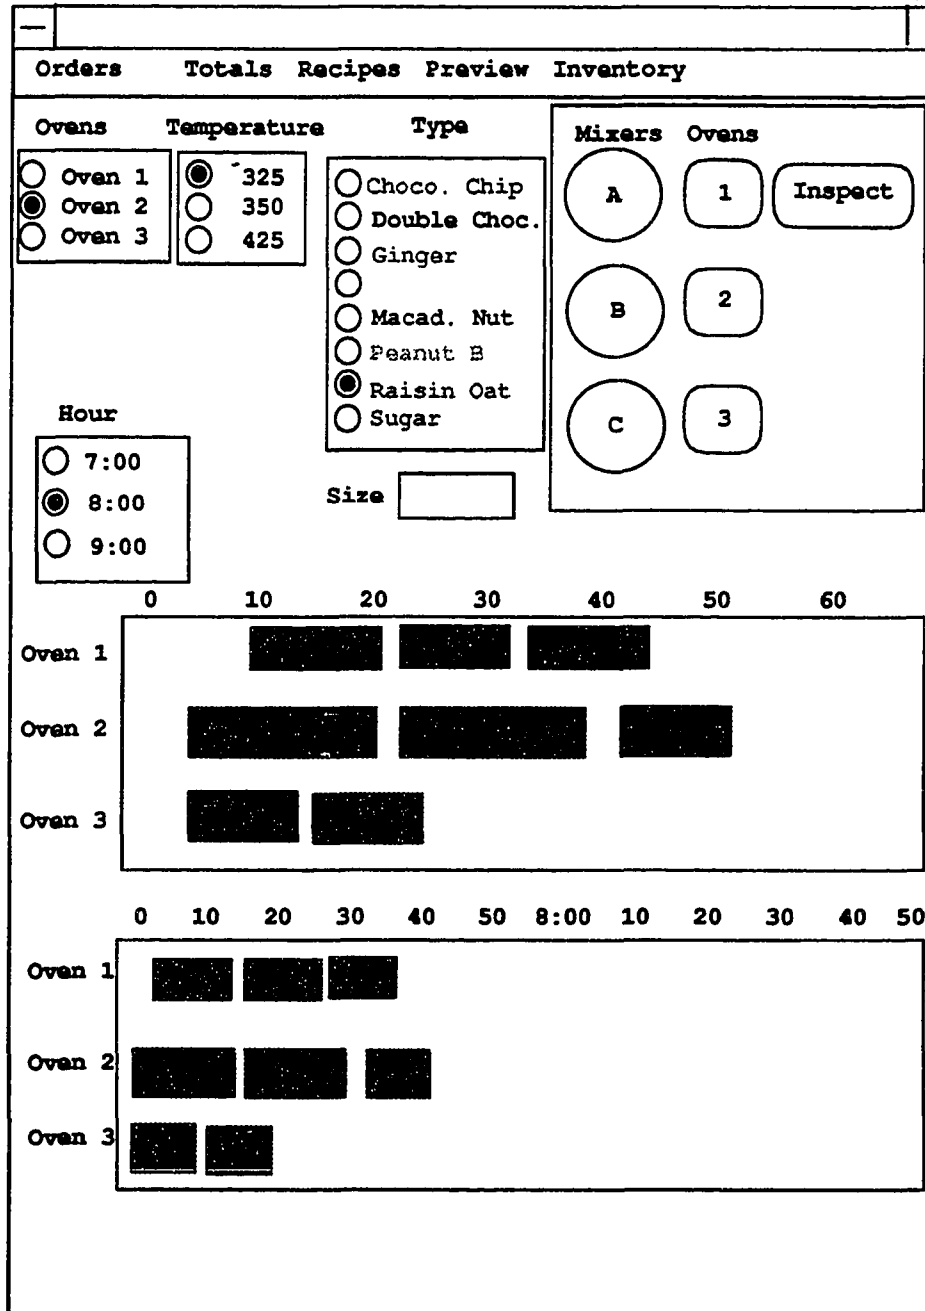 Orders Totals Recipes Preview Inventory
Ovens Temperature Type Mixers Ovens
Oven 1
Oven 2
Oven 3
325
350
425
Choco. Chip
Double Choc.
Ginger
Macad. Nut
Peanut B
Raisin Oat
Sugar
A 1 Inspect
B 2
C 3
Hour
7:00
8:00
9:00
Size
0 10 20 30 40 50 60
Oven 1
Oven 2
Oven 3
0 10 20 30 40 50 8:00 10 20 30 40 50
Oven 1
Oven 2
Oven 3